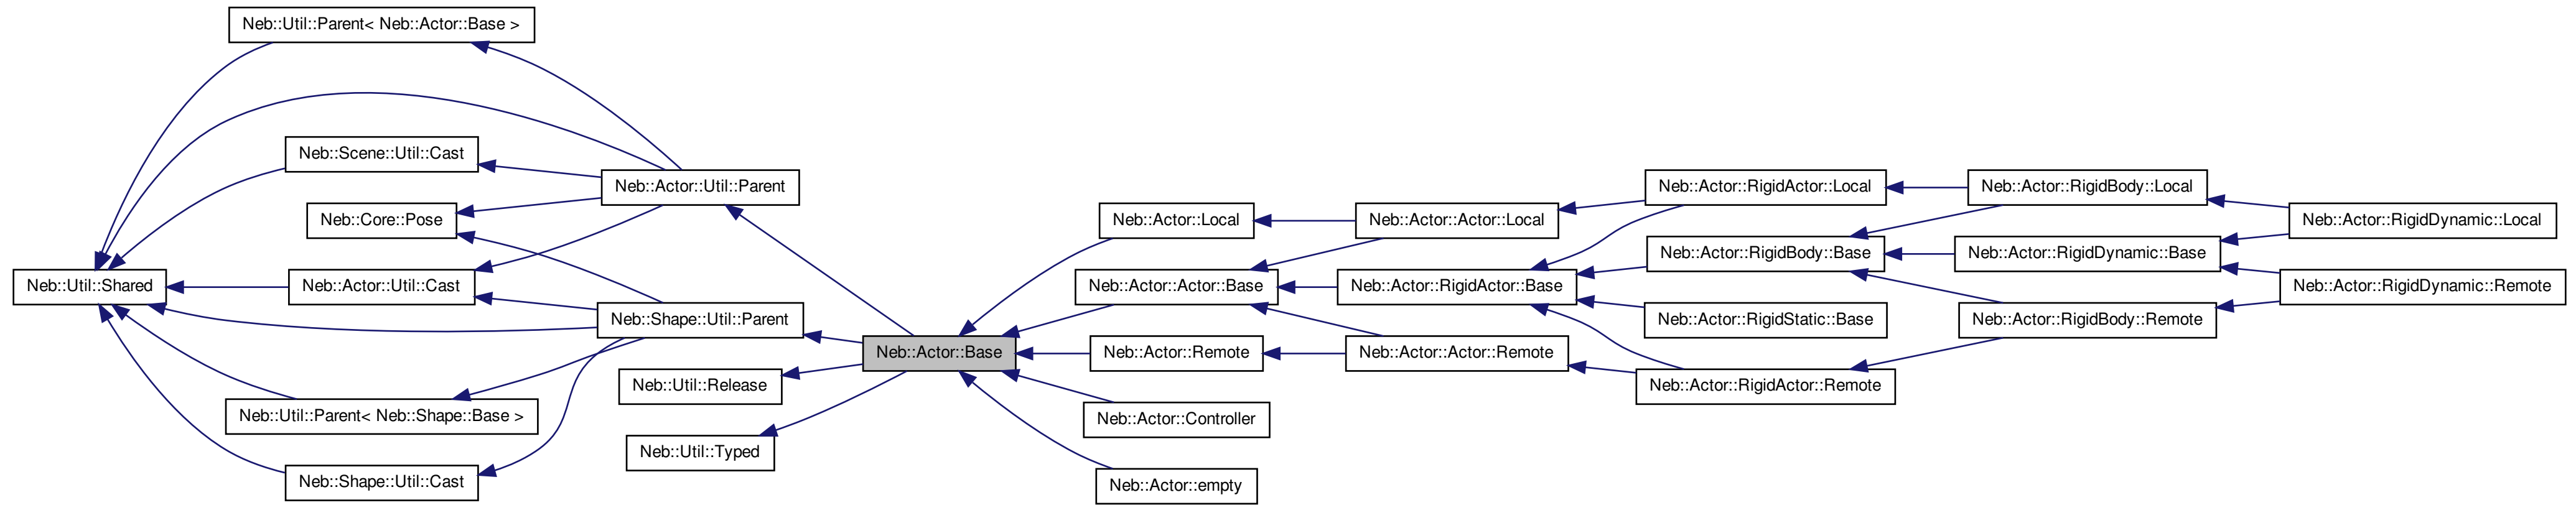 Neb::Util::Parent< Neb::Actor::Base >
Neb::Scene::Util::Cast
Neb::Core::Pose
Neb::Util::Shared
Neb::Actor::Util::Cast
Neb::Util::Parent< Neb::Shape::Base >
Neb::Shape::Util::Cast
Neb::Actor::Util::Parent
Neb::Shape::Util::Parent
Neb::Util::Release
Neb::Util::Typed
Neb::Actor::Base
Neb::Actor::Local
Neb::Actor::Actor::Base
Neb::Actor::Remote
Neb::Actor::Controller
Neb::Actor::empty
Neb::Actor::Actor::Local
Neb::Actor::RigidActor::Base
Neb::Actor::Actor::Remote
Neb::Actor::RigidActor::Local
Neb::Actor::RigidBody::Base
Neb::Actor::RigidStatic::Base
Neb::Actor::RigidActor::Remote
Neb::Actor::RigidBody::Local
Neb::Actor::RigidDynamic::Base
Neb::Actor::RigidBody::Remote
Neb::Actor::RigidDynamic::Local
Neb::Actor::RigidDynamic::Remote